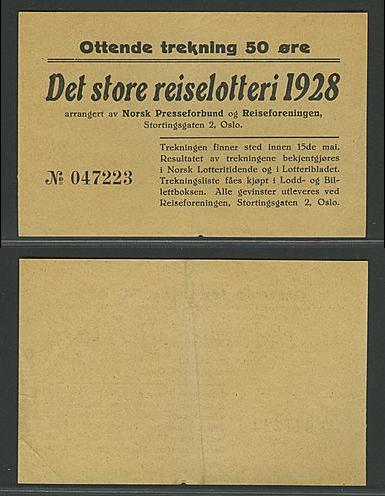 Ottende trekning 50 øre
Det store reiselotteri 1928
arrangert av Norsk Presseforbund og Reiseforeningen,
Stortingsgaten 2, Oslo.
Trekningen finner sted innen 15de mai.
Resultatet av trekningene bekjentgjøres
i Norsk Lotteritidende og i Lotteribladet.
Trekningsliste fåes kjøpt i Lodd- og Bil-
lettboksen. Alle gevinster utleveres ved
Reiseforeningen, Stortingsgaten 2, Oslo.
№ 047223